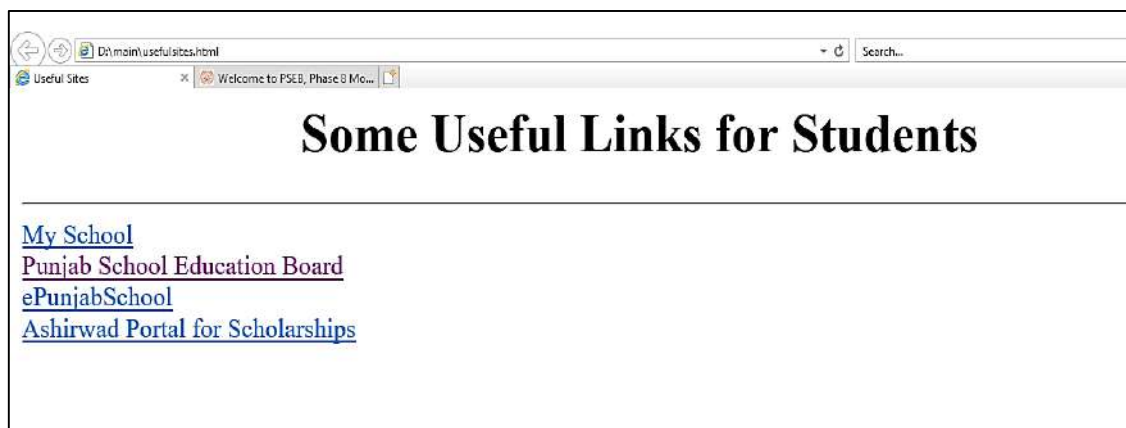 D:\main\usefulsites.html
Search...
Useful Sites
Welcome to PSEB, Phase 8 Mo...
Some Useful Links for Students
My School
Punjab School Education Board
ePunjabSchool
Ashirwad Portal for Scholarships